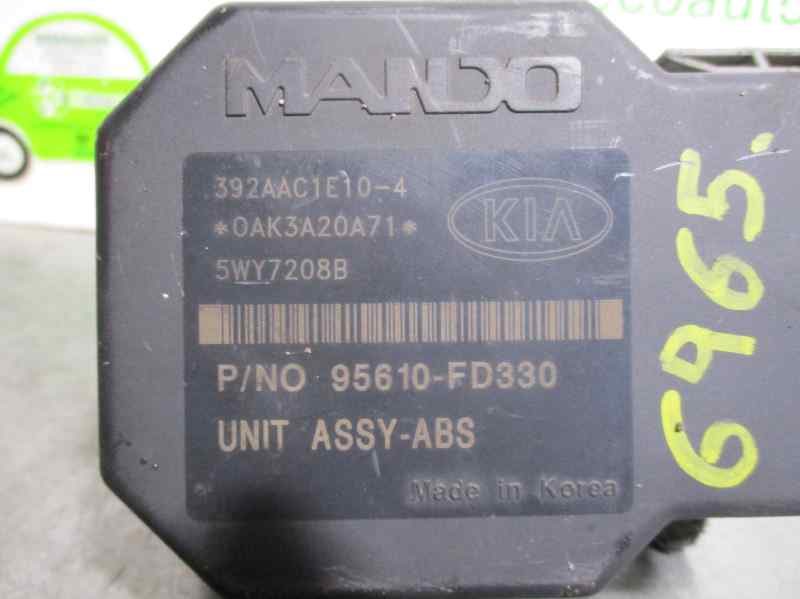 MANDO
392AAC1E10-4
*0AK3A20A71*
KIA
5WY7208B
P/NO 95610-FD330
UNIT ASSY-ABS
Made in Korea
6965.